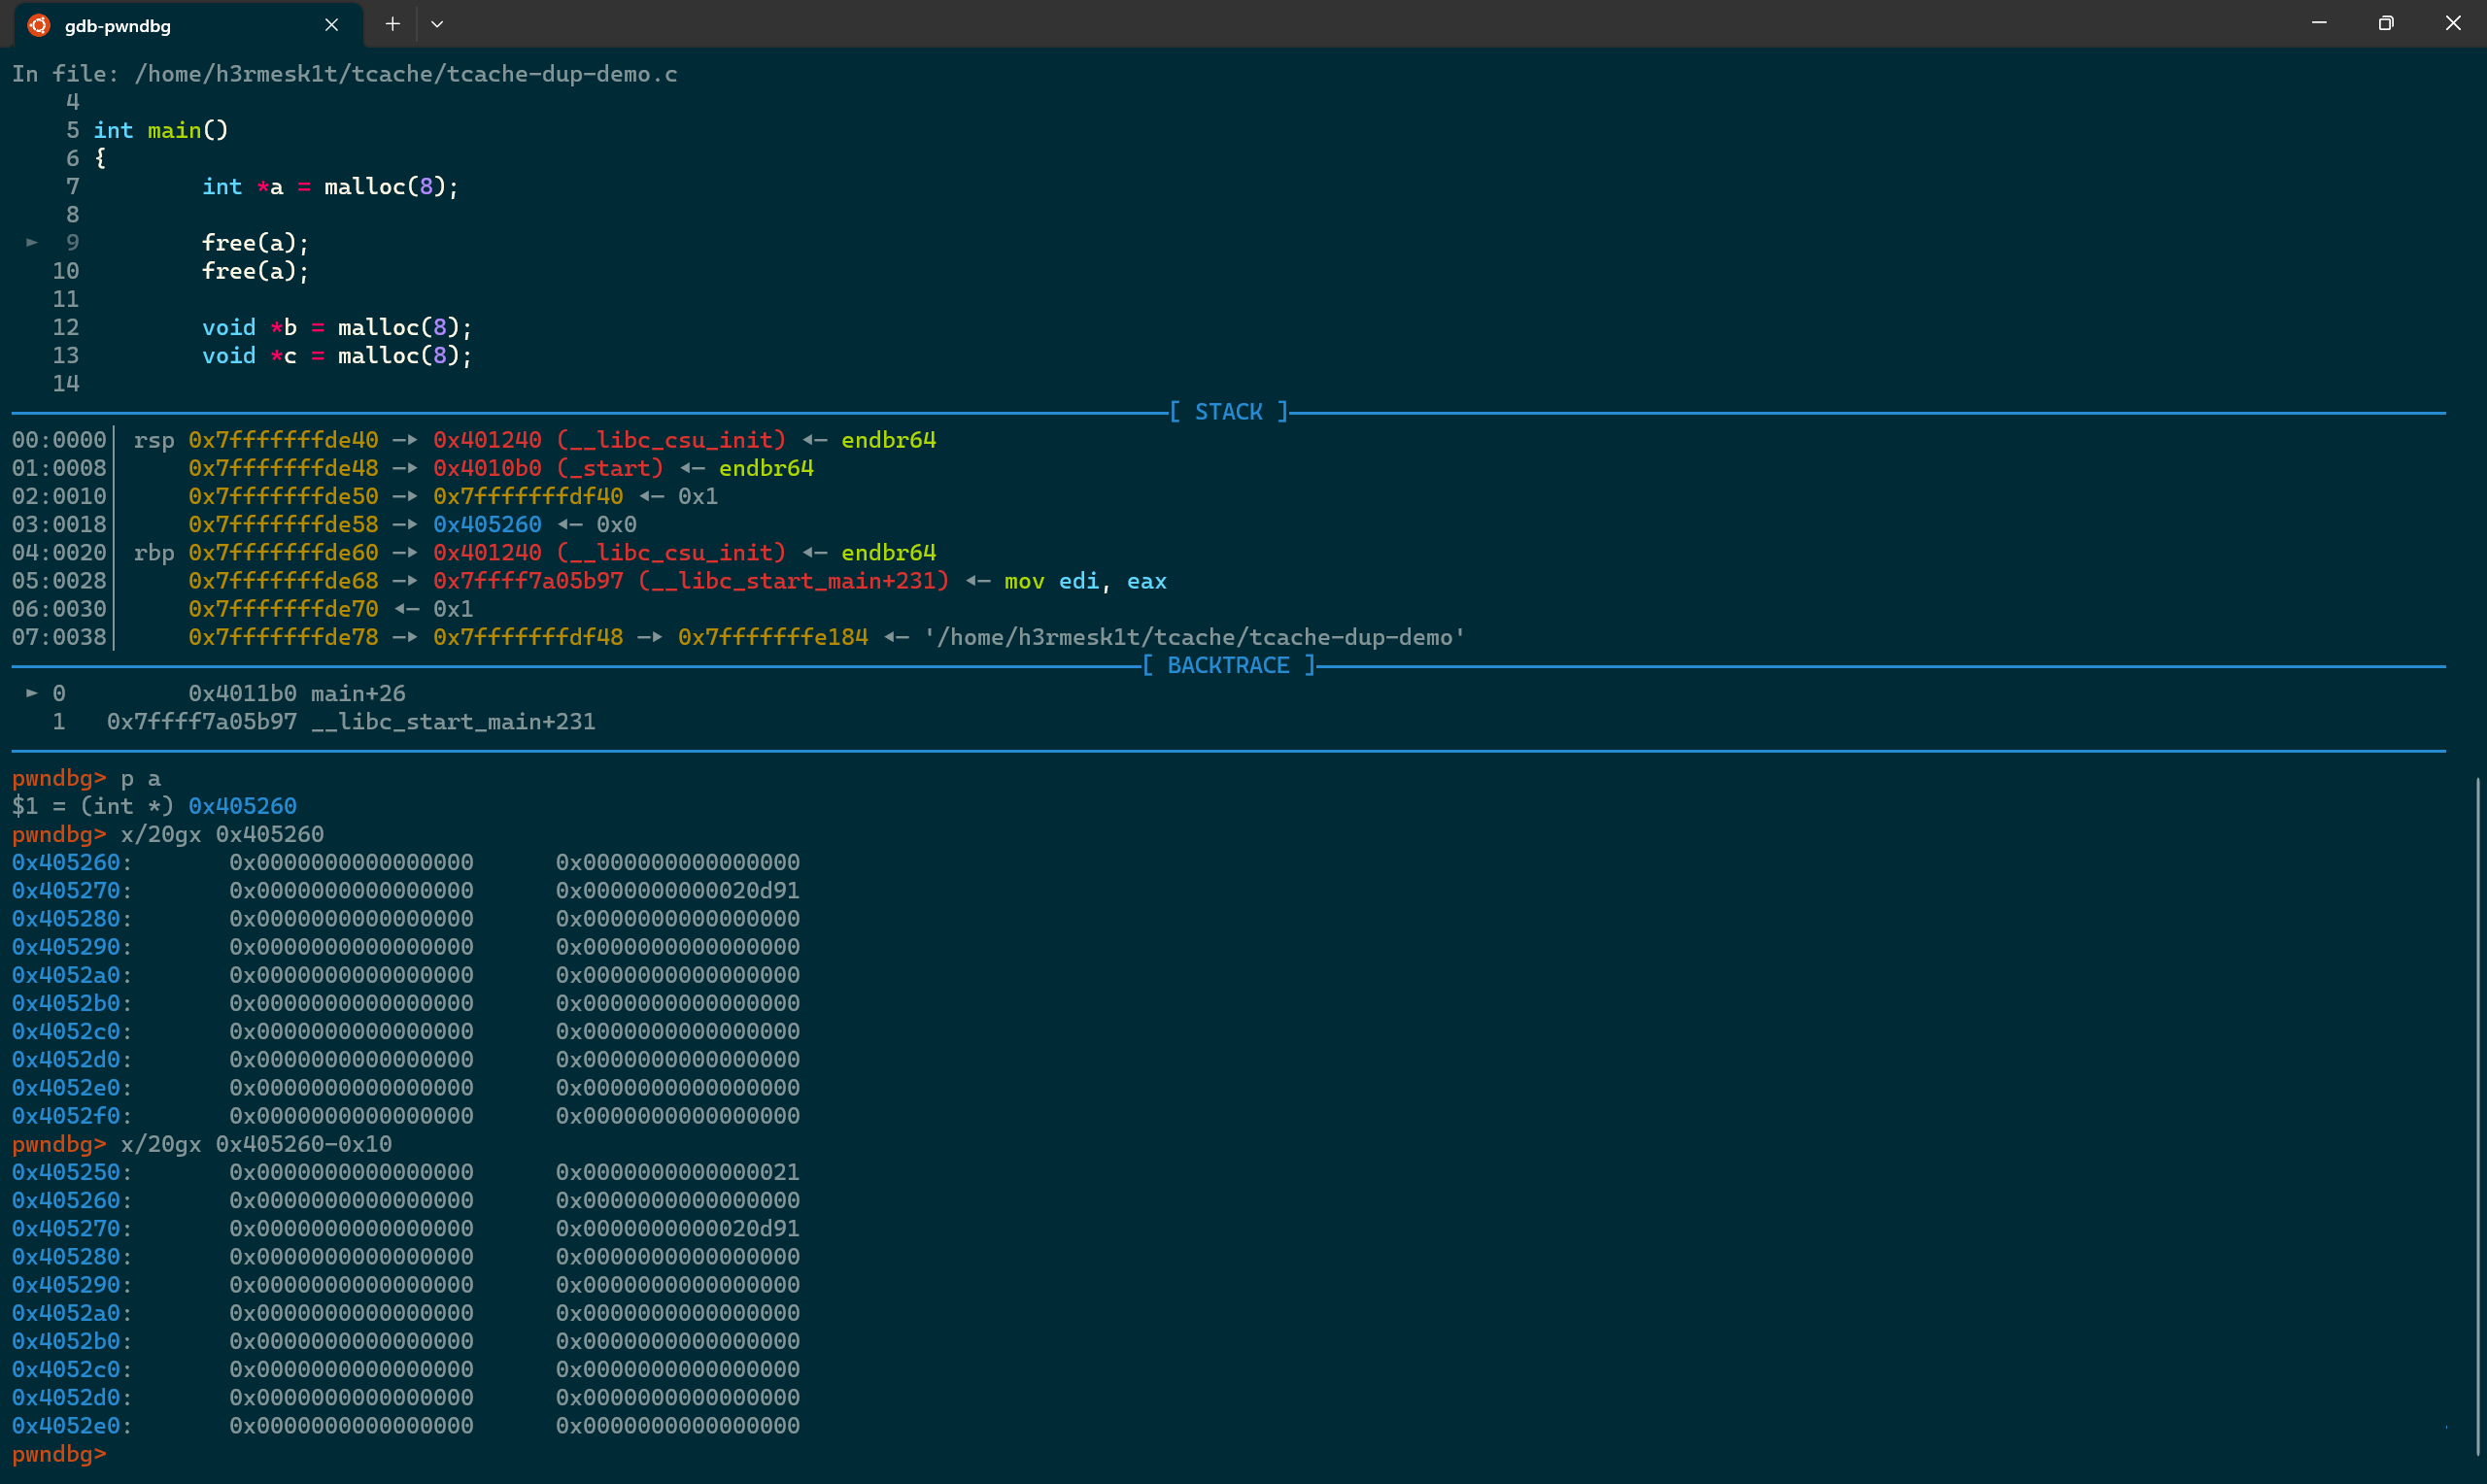 gdb-pwndbg
In file: /home/h3rmesk1t/tcache/tcache-dup-demo.c
4
5 int main()
6 {
7         int *a = malloc(8);
8
► 9         free(a);
10         free(a);
11
12         void *b = malloc(8);
13         void *c = malloc(8);
14
[ STACK ]
00:0000│ rsp 0x7fffffffde40 —► 0x401240 (__libc_csu_init) ◄— endbr64
01:0008│     0x7fffffffde48 —► 0x4010b0 (_start) ◄— endbr64
02:0010│     0x7fffffffde50 —► 0x7fffffffdf40 ◄— 0x1
03:0018│     0x7fffffffde58 —► 0x405260 ◄— 0x0
04:0020│ rbp 0x7fffffffde60 —► 0x401240 (__libc_csu_init) ◄— endbr64
05:0028│     0x7fffffffde68 —► 0x7ffff7a05b97 (__libc_start_main+231) ◄— mov edi, eax
06:0030│     0x7fffffffde70 ◄— 0x1
07:0038│     0x7fffffffde78 —► 0x7fffffffdf48 —► 0x7fffffffe184 ◄— '/home/h3rmesk1t/tcache/tcache-dup-demo'
[ BACKTRACE ]
► 0         0x4011b0 main+26
1   0x7ffff7a05b97 __libc_start_main+231
pwndbg> p a
$1 = (int *) 0x405260
pwndbg> x/20gx 0x405260
0x405260:       0x0000000000000000      0x0000000000000000
0x405270:       0x0000000000000000      0x0000000000020d91
0x405280:       0x0000000000000000      0x0000000000000000
0x405290:       0x0000000000000000      0x0000000000000000
0x4052a0:       0x0000000000000000      0x0000000000000000
0x4052b0:       0x0000000000000000      0x0000000000000000
0x4052c0:       0x0000000000000000      0x0000000000000000
0x4052d0:       0x0000000000000000      0x0000000000000000
0x4052e0:       0x0000000000000000      0x0000000000000000
0x4052f0:       0x0000000000000000      0x0000000000000000
pwndbg> x/20gx 0x405260-0x10
0x405250:       0x0000000000000000      0x0000000000000021
0x405260:       0x0000000000000000      0x0000000000000000
0x405270:       0x0000000000000000      0x0000000000020d91
0x405280:       0x0000000000000000      0x0000000000000000
0x405290:       0x0000000000000000      0x0000000000000000
0x4052a0:       0x0000000000000000      0x0000000000000000
0x4052b0:       0x0000000000000000      0x0000000000000000
0x4052c0:       0x0000000000000000      0x0000000000000000
0x4052d0:       0x0000000000000000      0x0000000000000000
0x4052e0:       0x0000000000000000      0x0000000000000000
pwndbg>